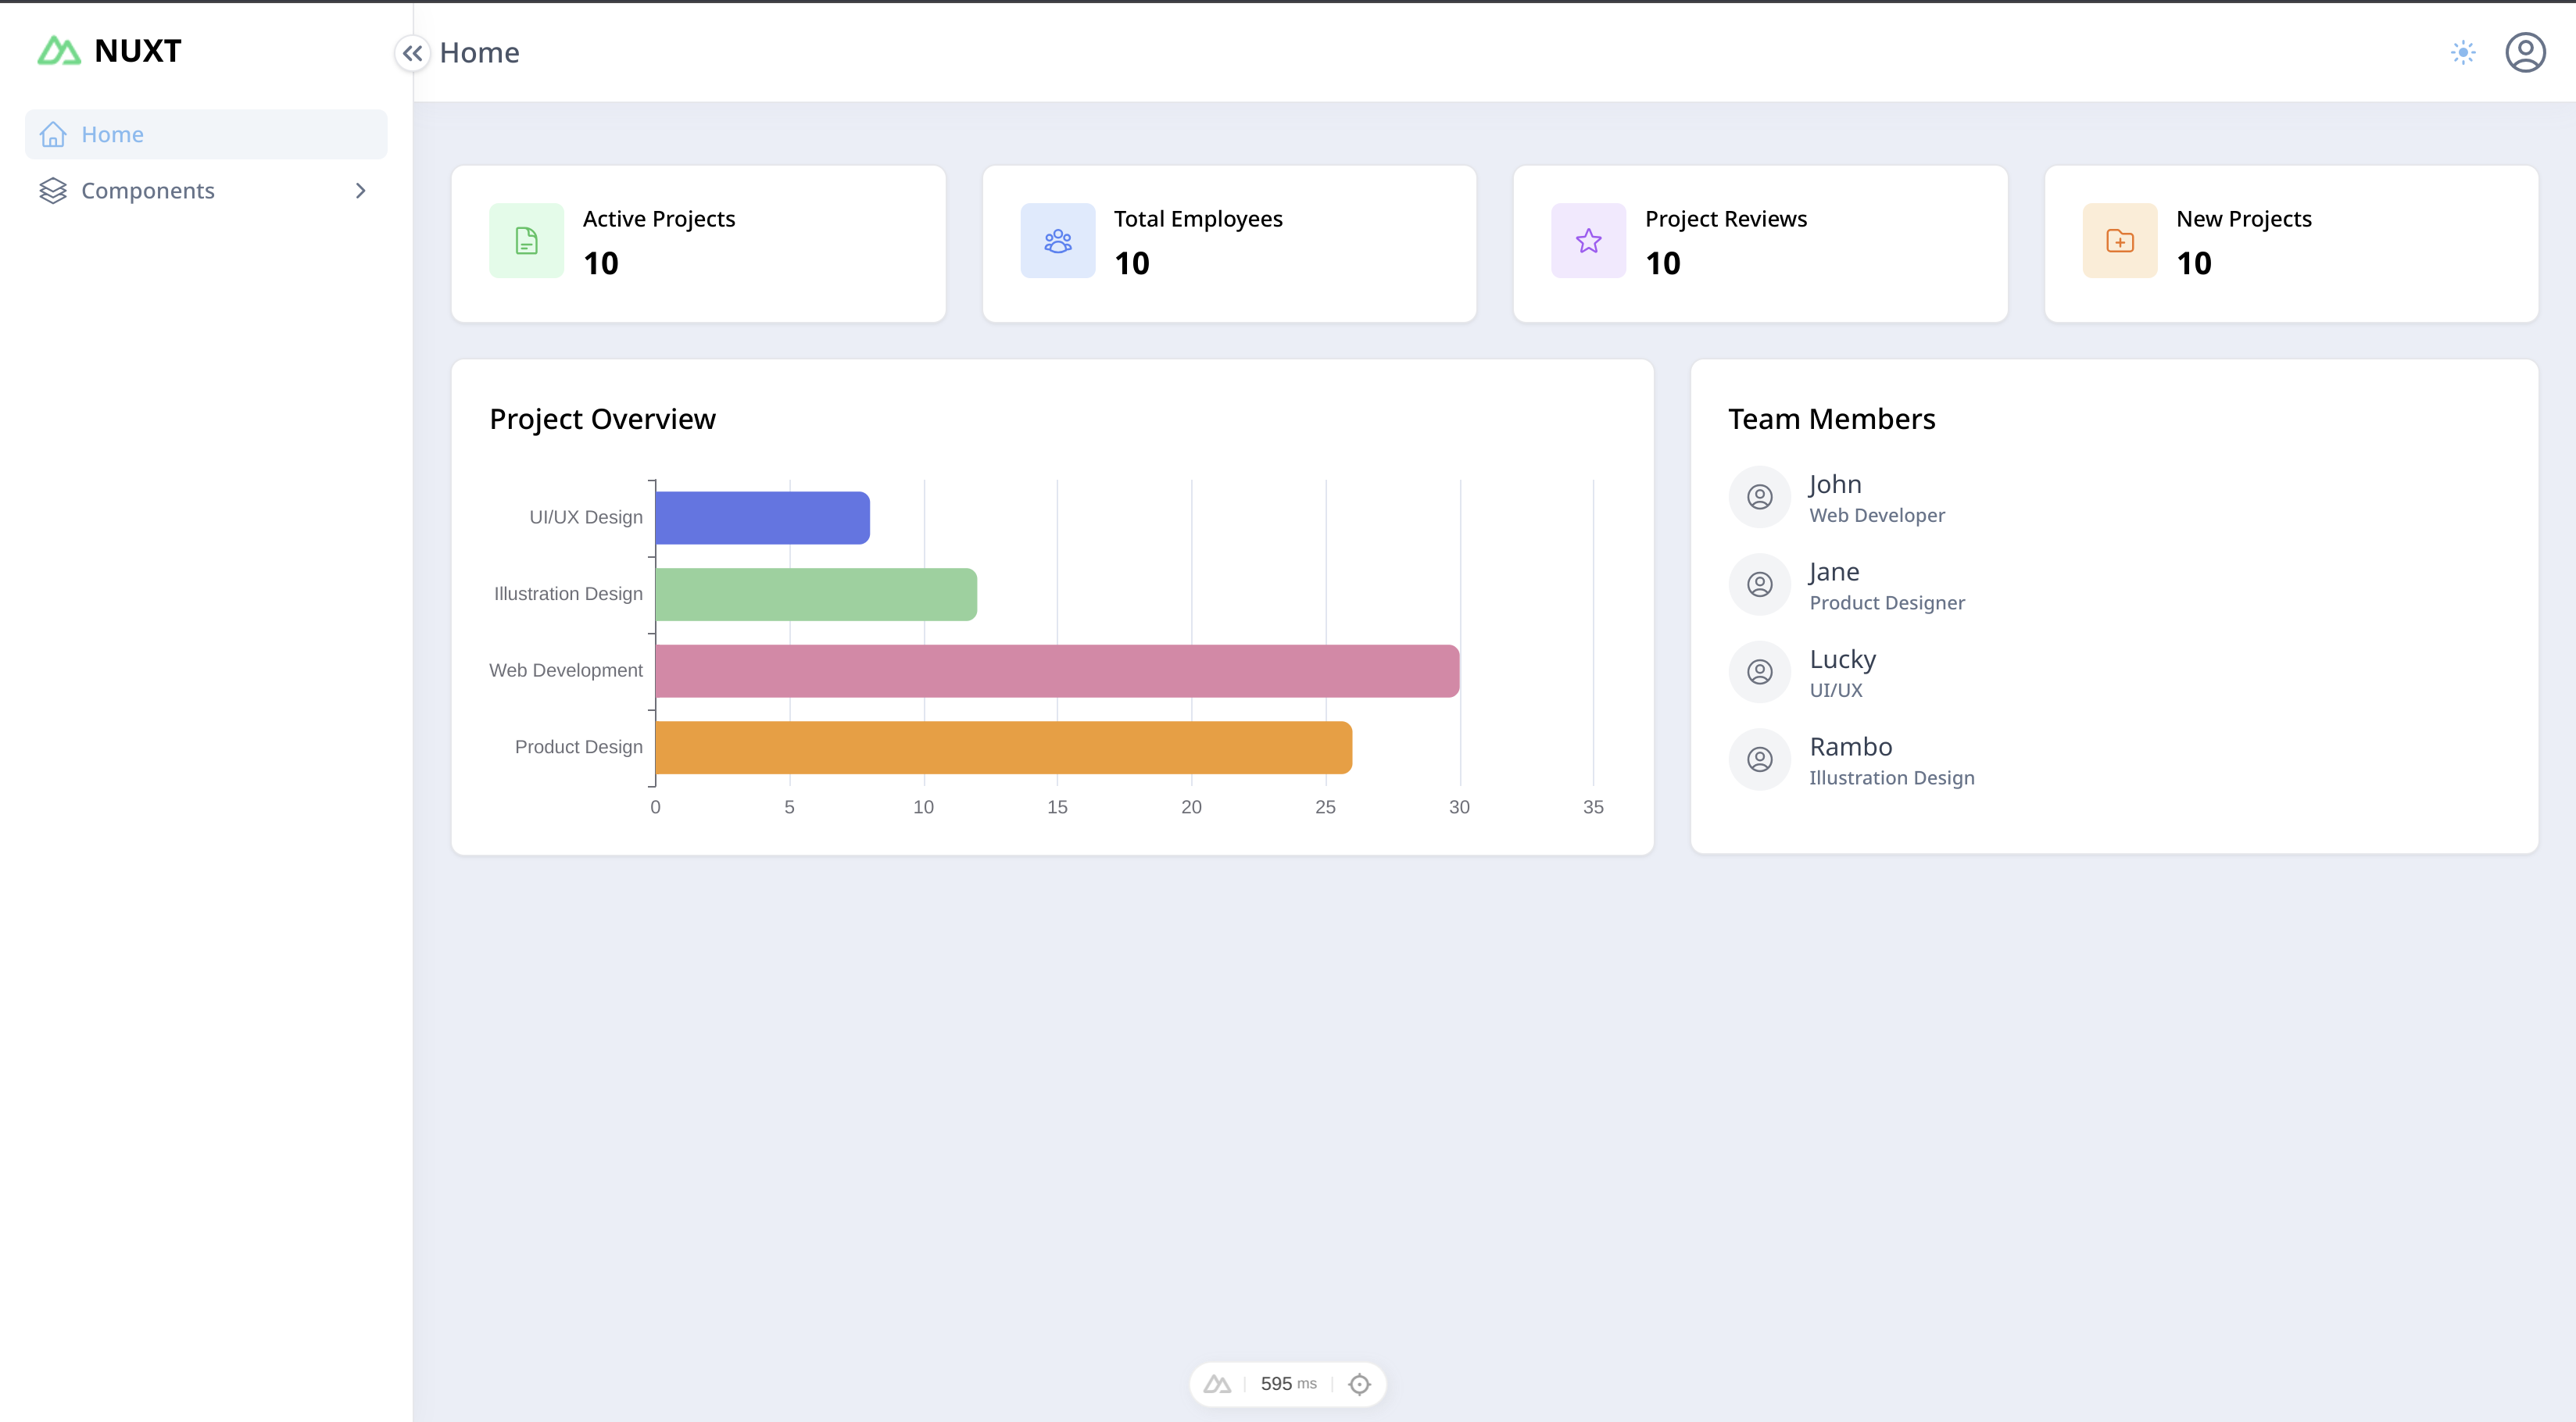 NUXT
Home
Components
Home
Active Projects
10
Total Employees
10
Project Reviews
10
New Projects
10
Project Overview
UI/UX Design
Illustration Design
Web Development
Product Design
0 5 10 15 20 25 30 35
Team Members
John
Web Developer
Jane
Product Designer
Lucky
UI/UX
Rambo
Illustration Design
595 ms